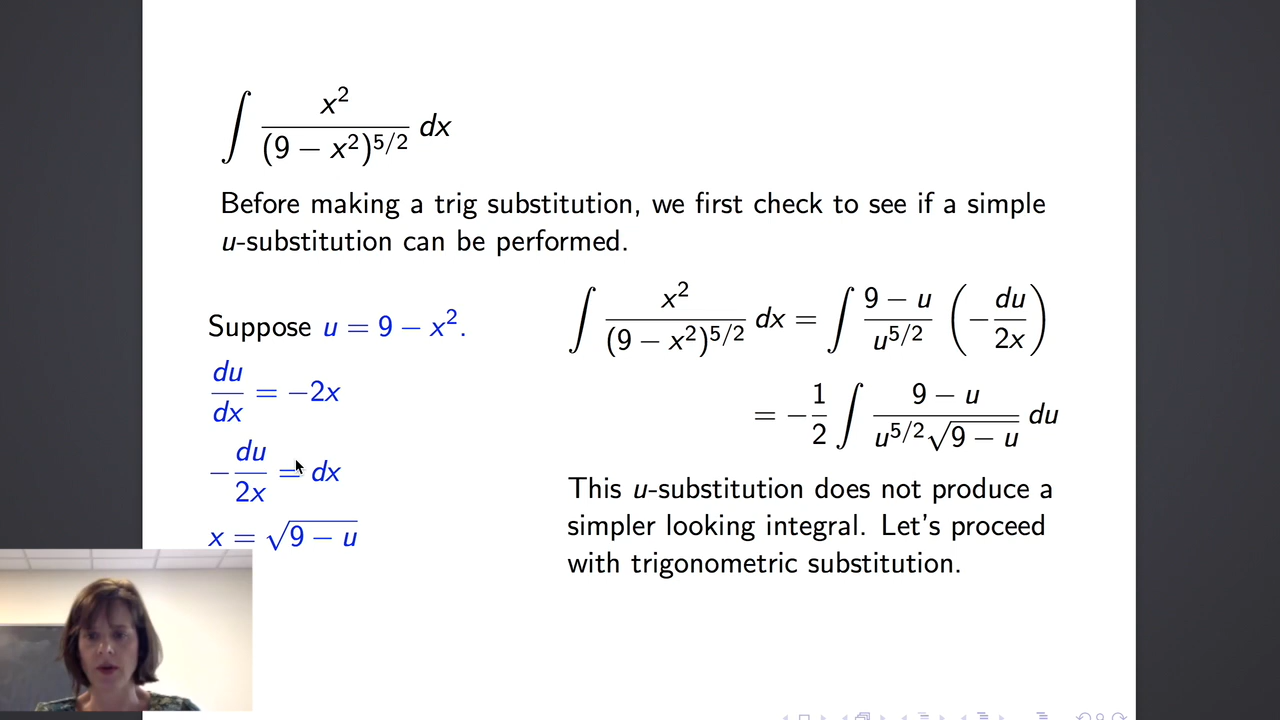 ∫ x²/(9 − x²)^{5/2} dx
Before making a trig substitution, we first check to see if a simple
u-substitution can be performed.
Suppose u = 9 − x².
du/dx = −2x
−du/2x = dx
x = √(9 − u)
∫ x²/(9 − x²)^{5/2} dx = ∫ (9 − u)/u^{5/2} (−du/2x)
= −1/2 ∫ (9 − u)/(u^{5/2}√(9 − u)) du
This u-substitution does not produce a
simpler looking integral. Let's proceed
with trigonometric substitution.